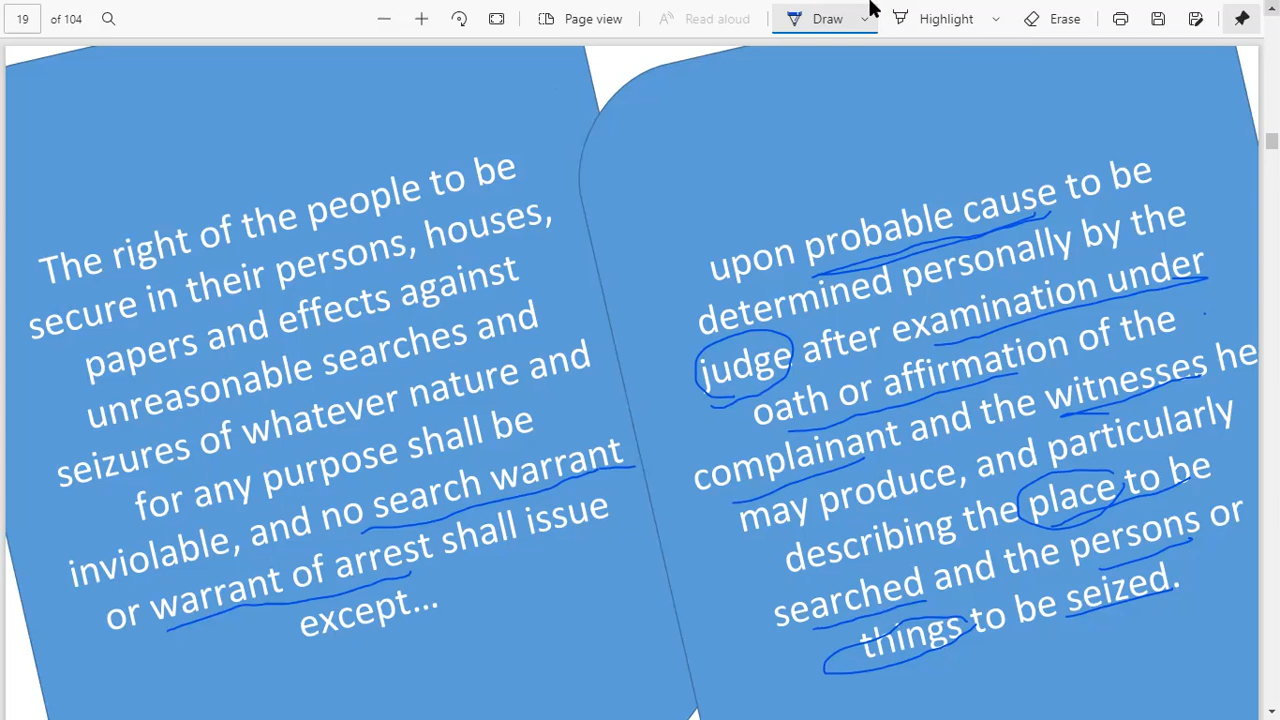 19 of 104
Page view
Read aloud
Draw
Highlight
Erase
The right of the people to be
secure in their persons, houses,
papers and effects against
unreasonable searches and
seizures of whatever nature and
for any purpose shall be
inviolable, and no search warrant
or warrant of arrest shall issue
except...
upon probable cause to be
determined personally by the
judge after examination under
oath or affirmation of the
complainant and the witnesses he
may produce, and particularly
describing the place to be
searched and the persons or
things to be seized.